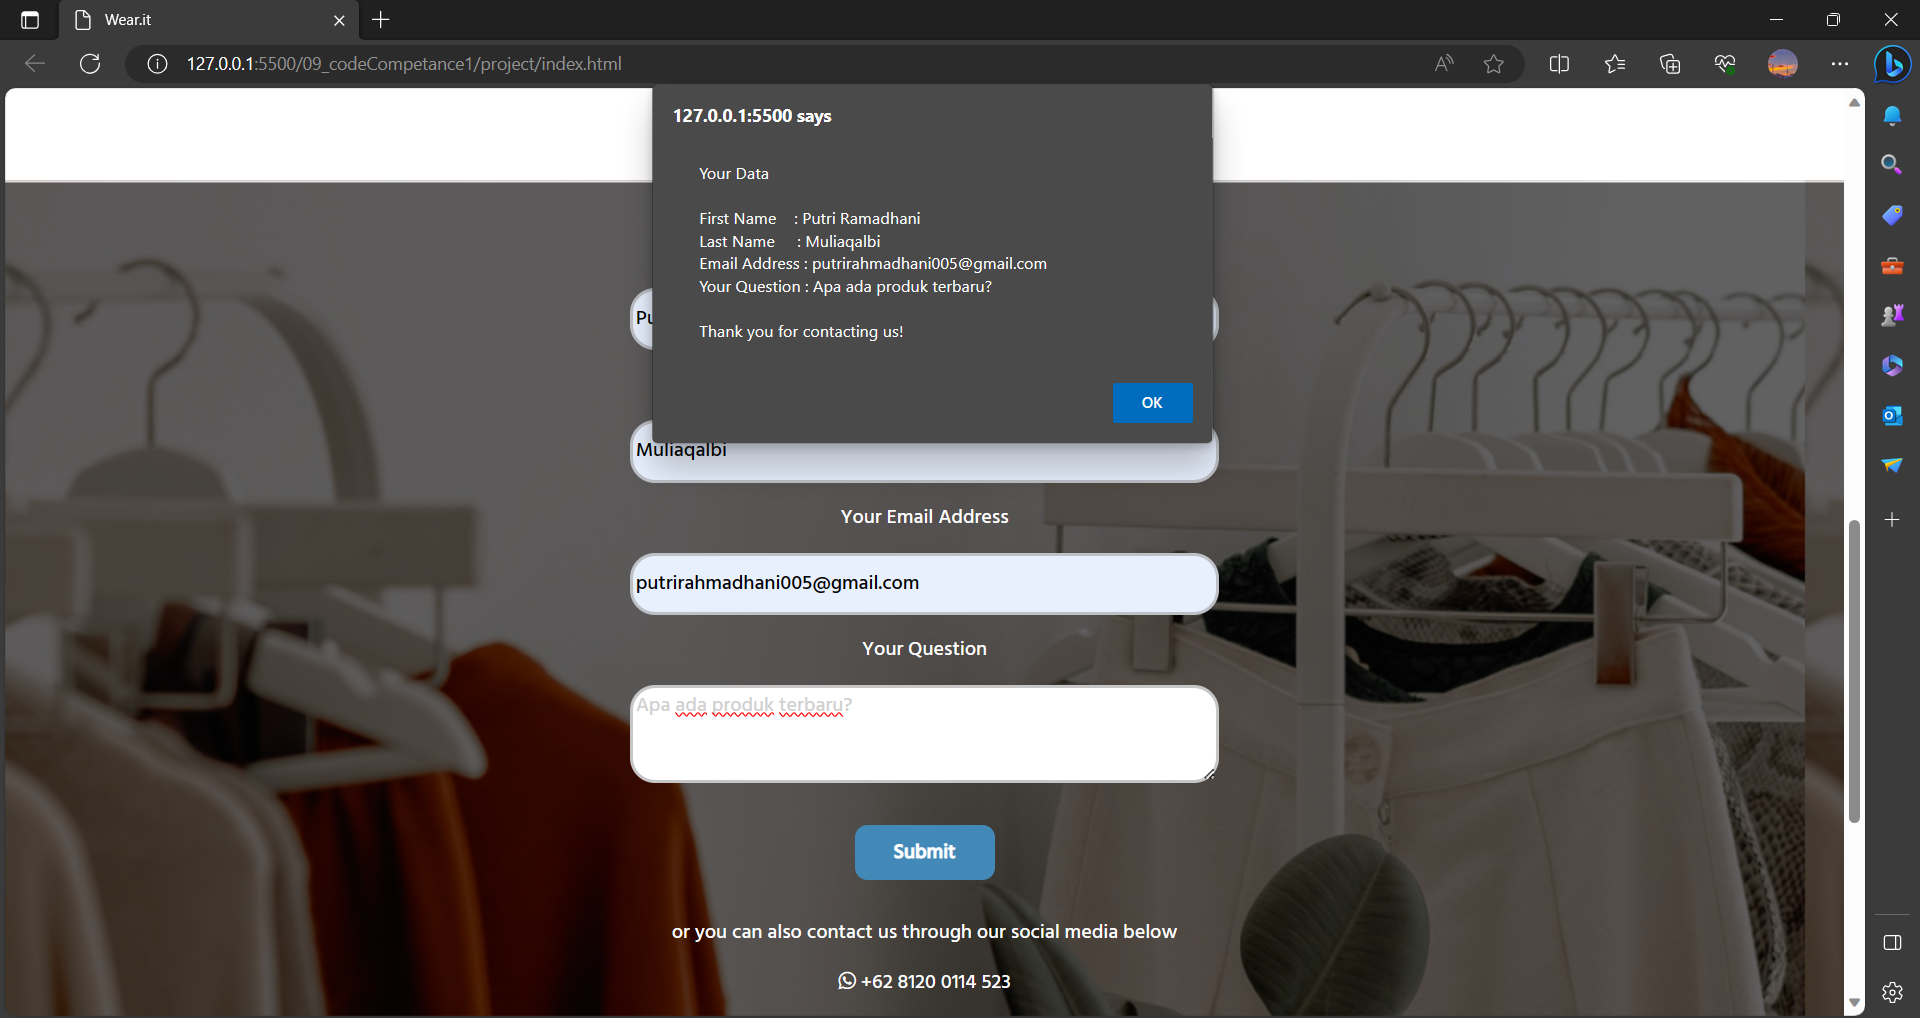 Wear.it
127.0.0.1:5500/09_codeCompetance1/project/index.html
127.0.0.1:5500 says
Your Data
First Name : Putri Ramadhani
Last Name : Muliaqalbi
Email Address : putrirahmadhani005@gmail.com
Your Question : Apa ada produk terbaru?
Thank you for contacting us!
OK
Pu
Muliaqalbi
Your Email Address
putrirahmadhani005@gmail.com
Your Question
Apa ada produk terbaru?
Submit
or you can also contact us through our social media below
+62 8120 0114 523